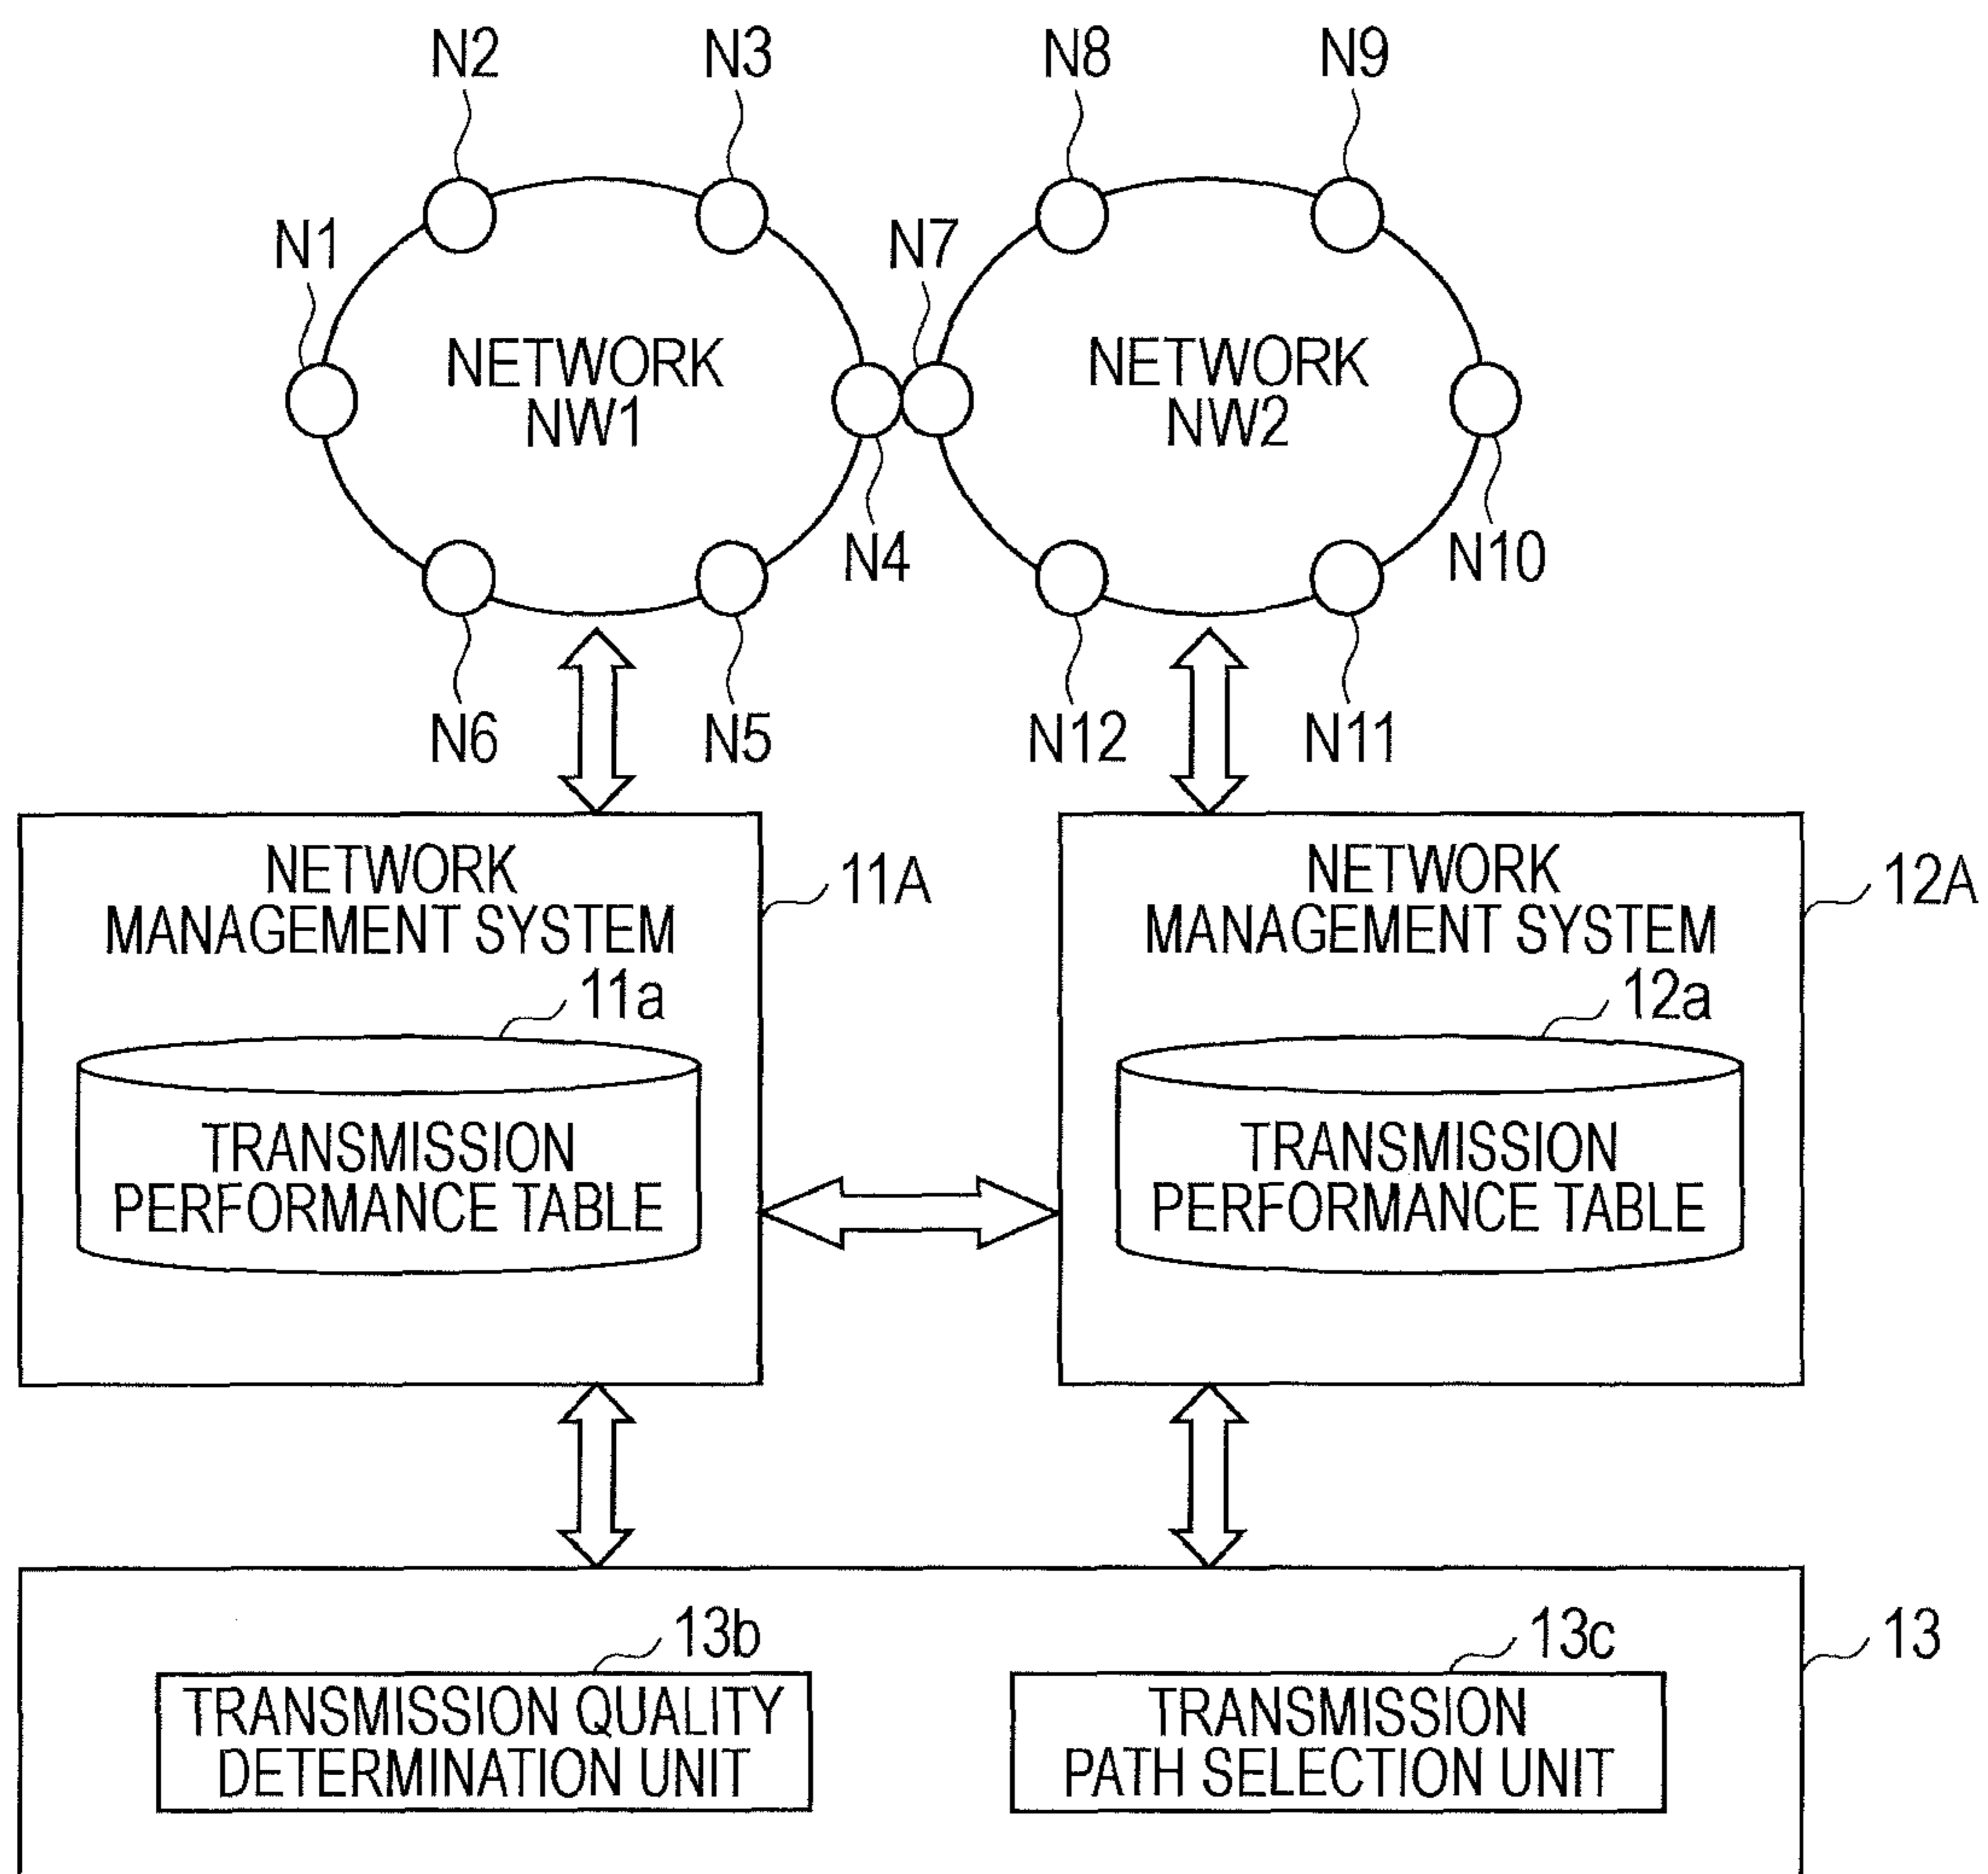 N2
N3
N8
N9
N1
N7
NETWORK
NW1
NETWORK
NW2
N4
N10
N6
N5
N12
N11
NETWORK
MANAGEMENT SYSTEM
11A
11a
TRANSMISSION
PERFORMANCE TABLE
NETWORK
MANAGEMENT SYSTEM
12A
12a
TRANSMISSION
PERFORMANCE TABLE
13b
TRANSMISSION QUALITY
DETERMINATION UNIT
13c
TRANSMISSION
PATH SELECTION UNIT
13